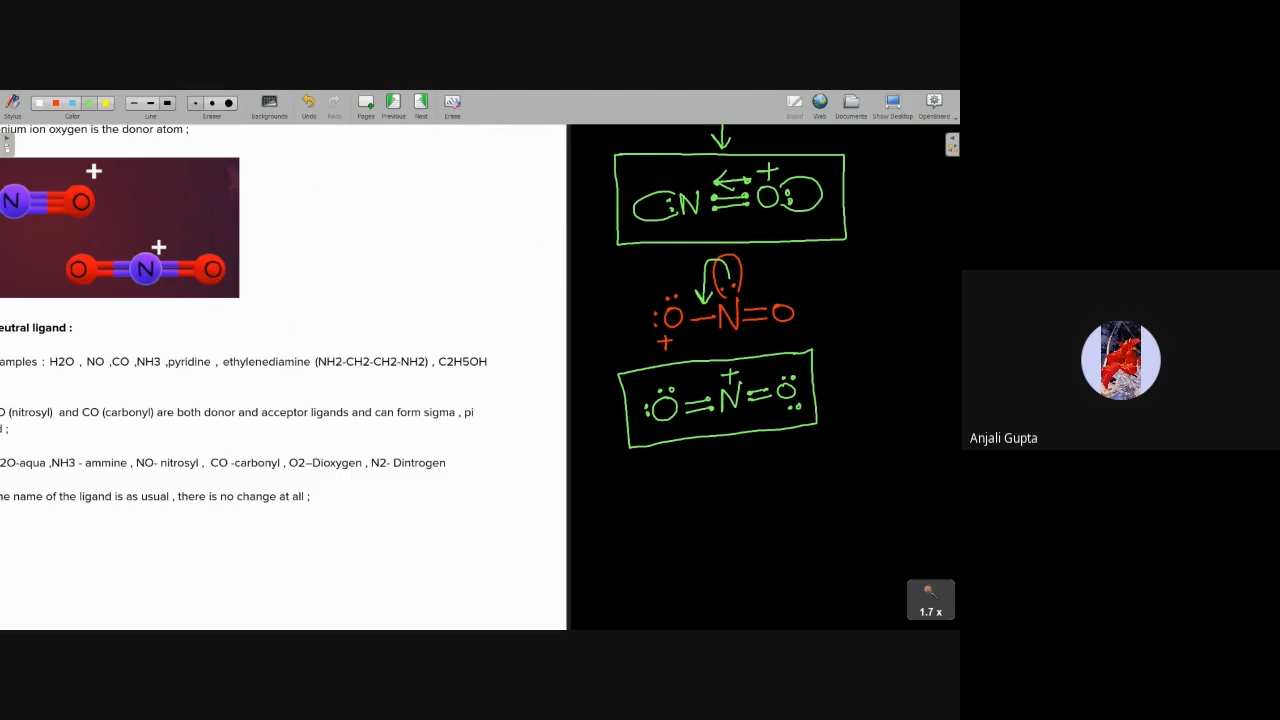 Stylus Color Line Eraser Backgrounds Undo Redo Pages Previous Next Erase Board Web Documents Show Desktop OpenBoard
nium ion oxygen is the donor atom ;
+
N O
+
O N O
eutral ligand :
amples : H2O , NO ,CO ,NH3 ,pyridine , ethylenediamine (NH2-CH2-CH2-NH2) , C2H5OH
O (nitrosyl) and CO (carbonyl) are both donor and acceptor ligands and can form sigma , pi
d ;
2O-aqua ,NH3 - ammine , NO- nitrosyl , CO -carbonyl , O2–Dioxygen , N2- Dintrogen
he name of the ligand is as usual , there is no change at all ;
+
:N≡O:
:O-N=O
+
+
:O=N=O
1.7 x
Anjali Gupta